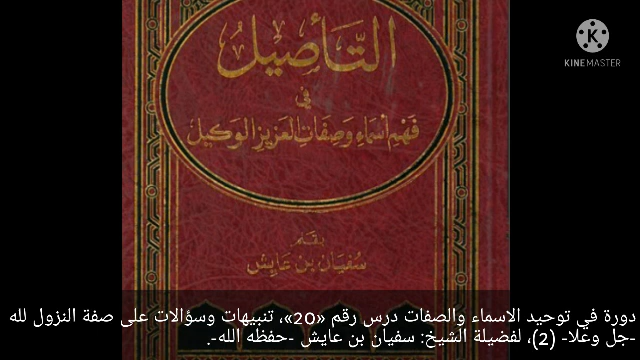 KINEMASTER
التأصيل
في
فهم أسماء وصفات العزيز الوكيل
بقلم
سفيان بن عايش
دورة في توحيد الاسماء والصفات درس رقم «20»، تنبيهات وسؤالات على صفة النزول لله
-جل وعلا- (2)، لفضيلة الشيخ: سفيان بن عايش -حفظه الله-.